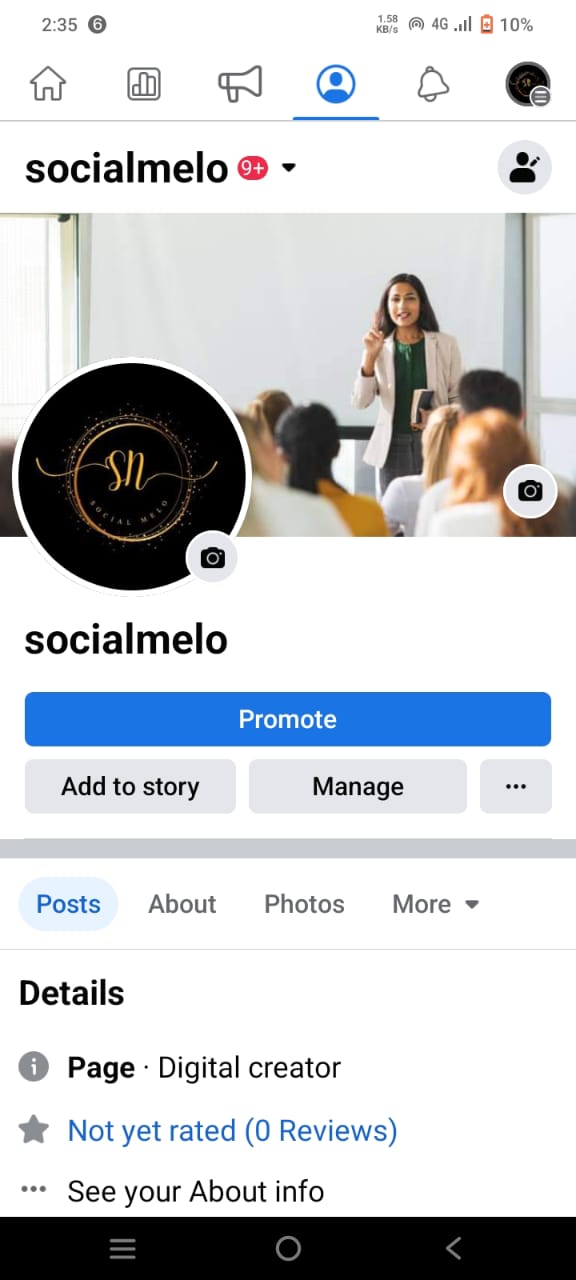 2:35 6 1.58 KB/s 4G 10%
socialmelo 9+
SN
SOCIAL MELO
socialmelo
Promote
Add to story Manage ...
Posts About Photos More
Details
Page · Digital creator
Not yet rated (0 Reviews)
See your About info